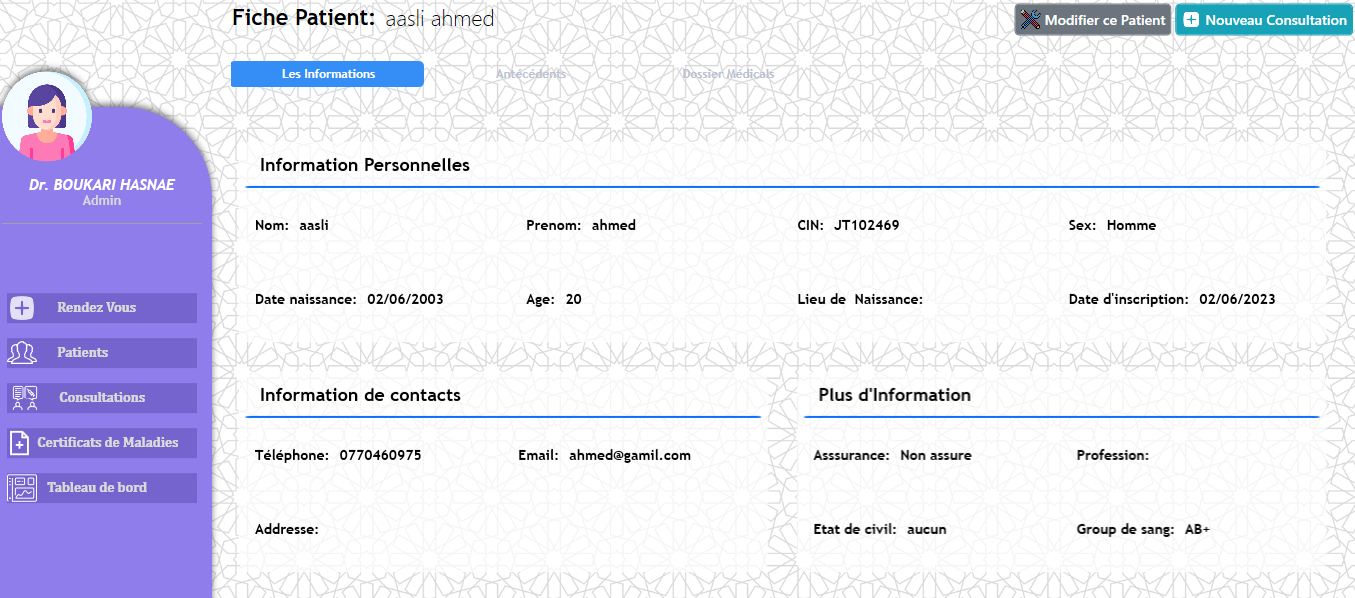 Fiche Patient: aasli ahmed
Modifier ce Patient
Nouveau Consultation
Les Informations
Antécédents
Dossier Médicals
Dr. BOUKARI HASNAE
Admin
Rendez Vous
Patients
Consultations
Certificats de Maladies
Tableau de bord
Information Personnelles
Nom: aasli
Prenom: ahmed
CIN: JT102469
Sex: Homme
Date naissance: 02/06/2003
Age: 20
Lieu de Naissance:
Date d'inscription: 02/06/2023
Information de contacts
Téléphone: 0770460975
Email: ahmed@gamil.com
Addresse:
Plus d'Information
Asssurance: Non assure
Profession:
Etat de civil: aucun
Group de sang: AB+